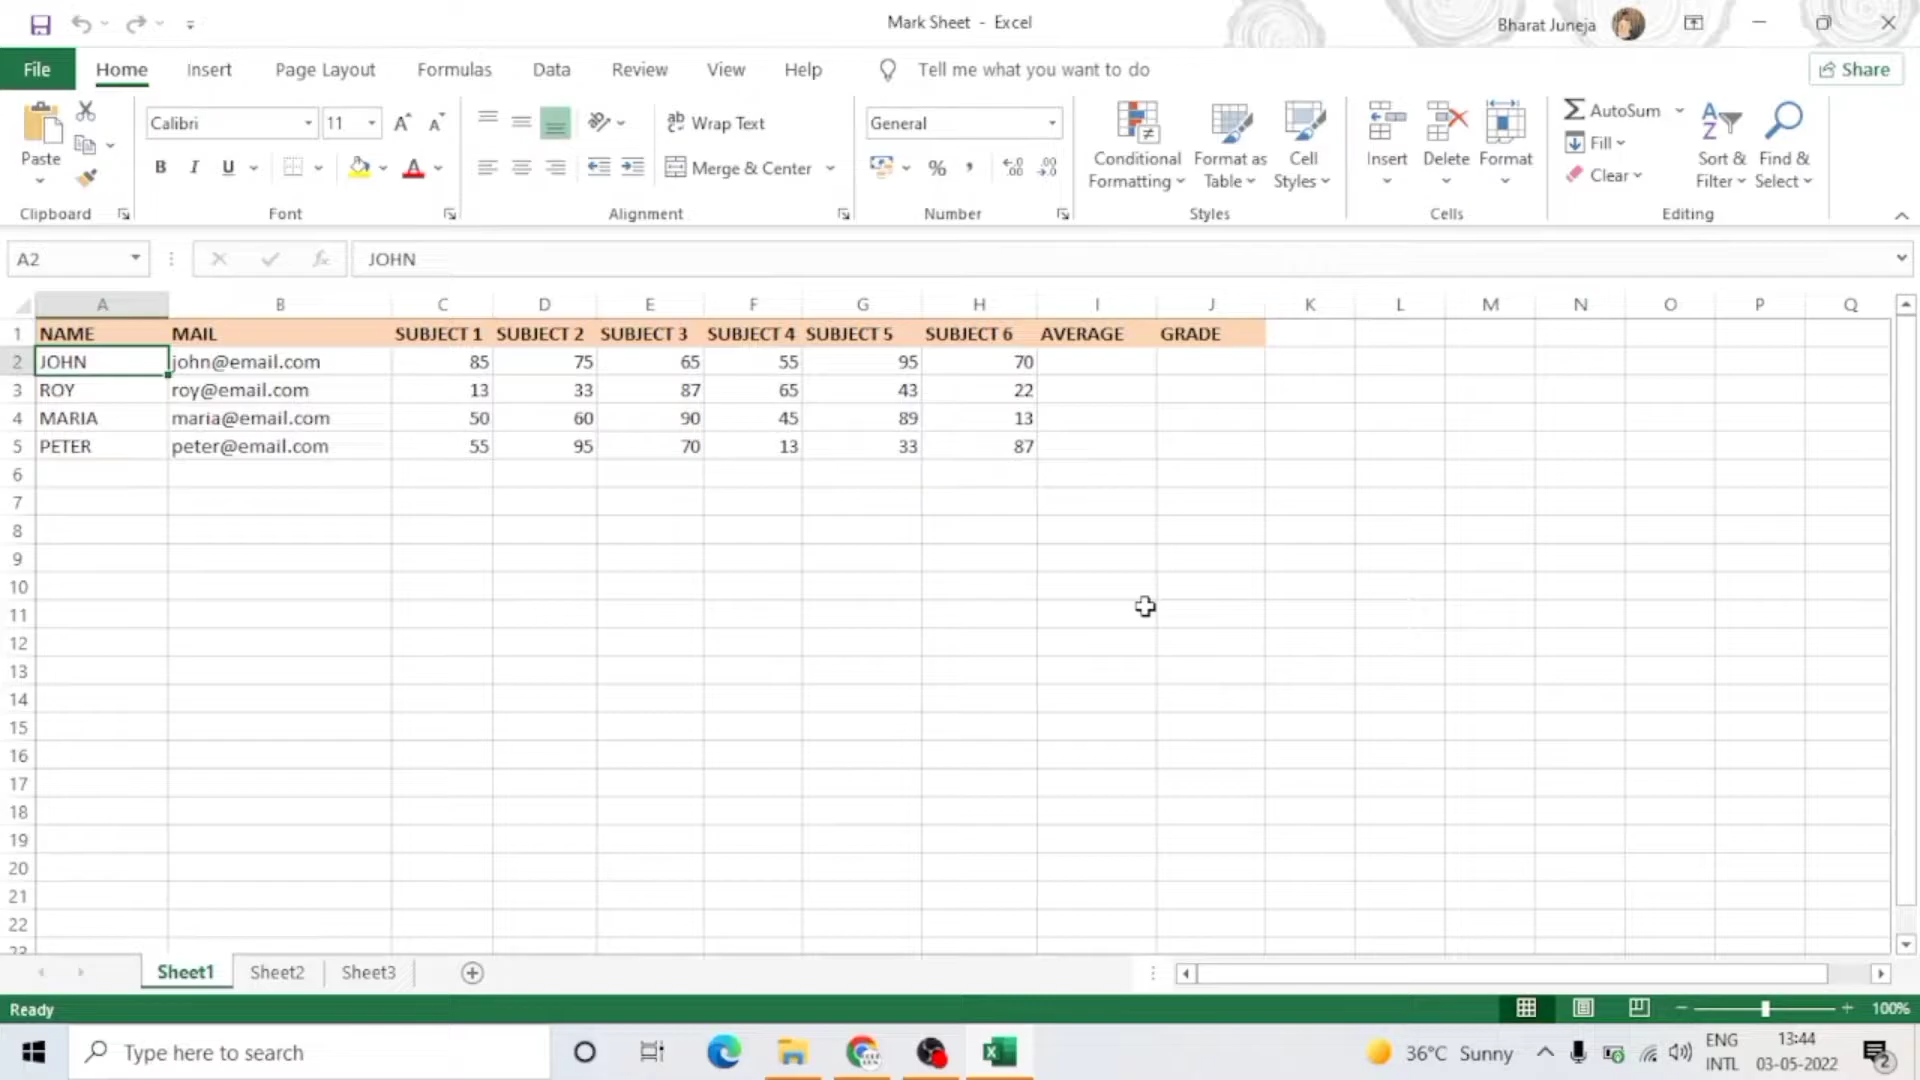 Mark Sheet - Excel
Bharat Juneja
File Home Insert Page Layout Formulas Data Review View Help Tell me what you want to do Share
Calibri 11 Wrap Text General AutoSum
Paste Conditional Formatting Format as Table Cell Styles Insert Delete Format Fill Sort & Filter Find & Select
B I U Merge & Center % , Clear
Clipboard Font Alignment Number Styles Cells Editing
A2 fx JOHN
A B C D E F G H I J K L M N O P Q
1 NAME MAIL SUBJECT 1 SUBJECT 2 SUBJECT 3 SUBJECT 4 SUBJECT 5 SUBJECT 6 AVERAGE GRADE
2 JOHN john@email.com 85 75 65 55 95 70
3 ROY roy@email.com 13 33 87 65 43 22
4 MARIA maria@email.com 50 60 90 45 89 13
5 PETER peter@email.com 55 95 70 13 33 87
6
7
8
9
10
11
12
13
14
15
16
17
18
19
20
21
22
23
Sheet1 Sheet2 Sheet3
Ready 100%
Type here to search 36°C Sunny ENG 13:44
INTL 03-05-2022 2